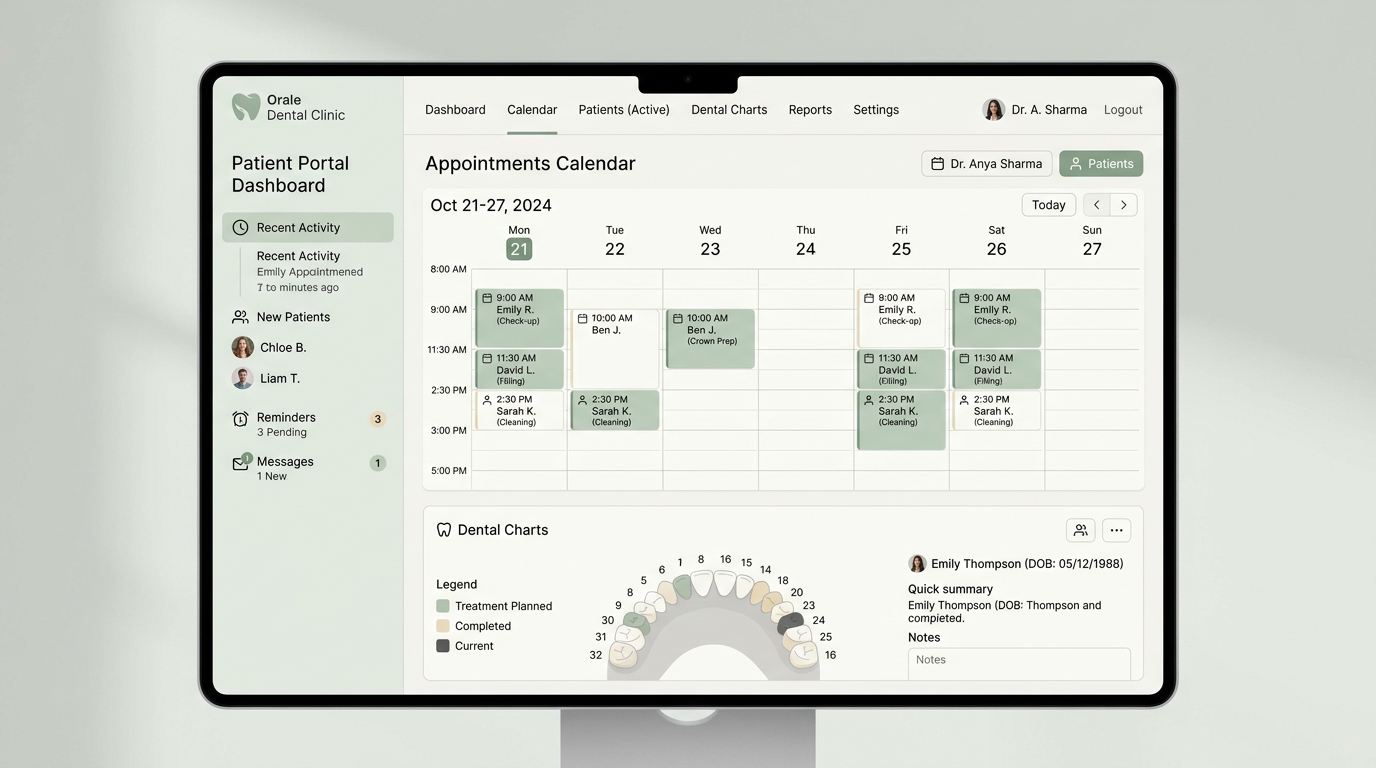 Orale
Dental Clinic
Dashboard
Calendar
Patients (Active)
Dental Charts
Reports
Settings
Dr. A. Sharma
Logout
Patient Portal
Dashboard
Recent Activity
Recent Activity
Emily Appointmened
7 to minutes ago
New Patients
Chloe B.
Liam T.
Reminders
3 Pending
3
1
Messages
1 New
1
Appointments Calendar
Dr. Anya Sharma
Patients
Oct 21-27, 2024
Today
Mon
21
Tue
22
Wed
23
Thu
24
Fri
25
Sat
26
Sun
27
8:00 AM
9:00 AM
11:30 AM
2:30 PM
3:00 PM
5:00 PM
9:00 AM
Emily R.
(Check-up)
11:30 AM
David L.
2:30 PM
Sarah K.
(Cleaning)
10:00 AM
Ben J.
2:30 PM
Sarah K.
(Cleaning)
10:00 AM
Ben J.
(Crown Prep)
9:00 AM
Emily R.
(Check-ap)
11:30 AM
David L.
2:30 PM
Sarah K.
(Cleaning)
9:00 AM
Emily R.
(Check-op)
11:30 AM
David L.
2:30 PM
Sarah K.
(Cleaning)
Dental Charts
Legend
Treatment Planned
Completed
Current
32
31
30
9
8
5
6
1
8
16
15
14
18
20
23
24
25
16
Emily Thompson (DOB: 05/12/1988)
Quick summary
Emily Thompson (DOB: Thompson and
completed.
Notes
Notes